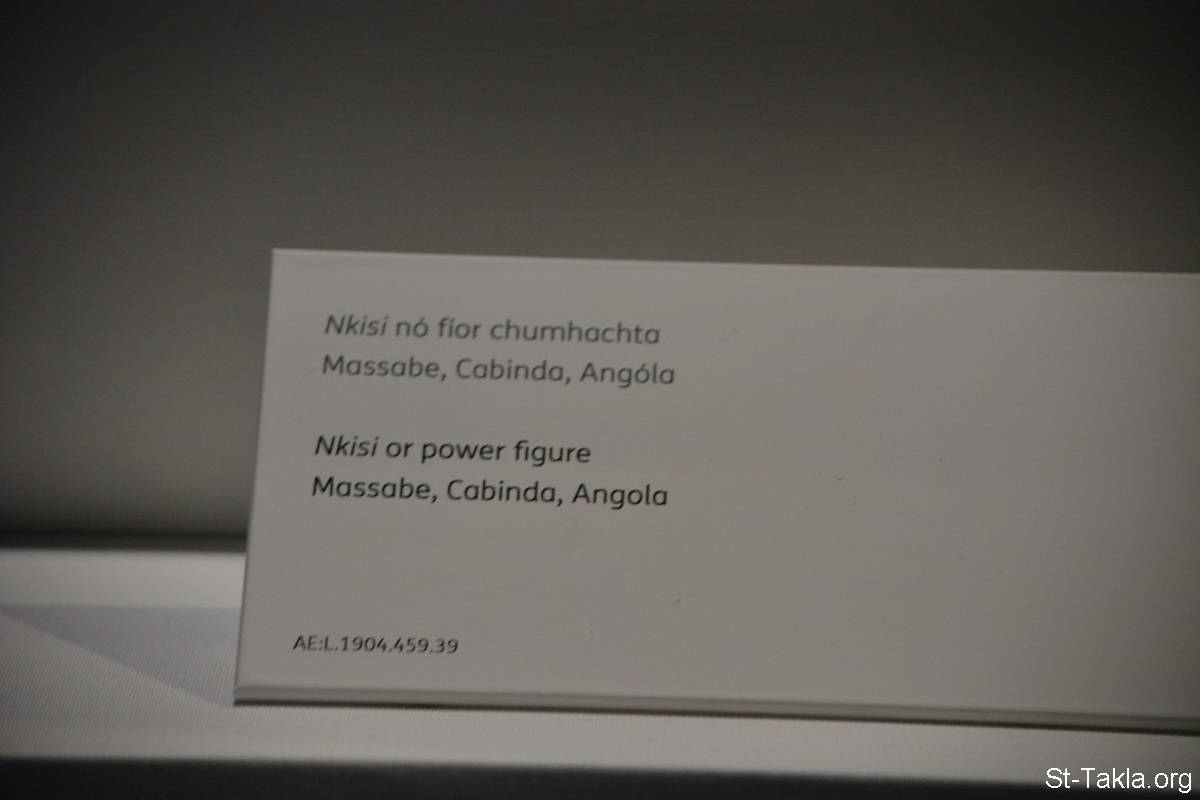 Nkisi nó fíor chumhachta
Massabe, Cabinda, Angóla
Nkisi or power figure
Massabe, Cabinda, Angola
AE:L.1904.459.39
St-Takla.org